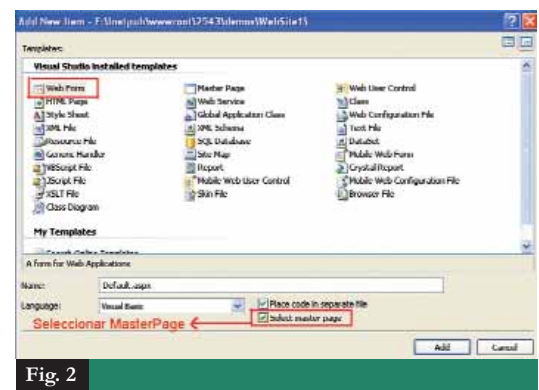 Add New Item - F:\Inetpub\wwwroot\2543\demos\WebSite15
Templates:
Visual Studio installed templates
Web Form
Master Page
Web User Control
HTML Page
Web Service
Class
Style Sheet
Global Application Class
Web Configuration File
XML File
XML Schema
Text File
Resource File
SQL Database
DataSet
Generic Handler
Site Map
Mobile Web Form
VBScript File
Report
Crystal Report
JScript File
Mobile Web User Control
Mobile Web Configuration File
XSLT File
Skin File
Browser File
Class Diagram
My Templates
Search Online Templates
A form for Web Applications
Name:
Default.aspx
Language:
Visual Basic
Place code in separate file
Seleccionar MasterPage
Select master page
Add
Cancel
Fig. 2